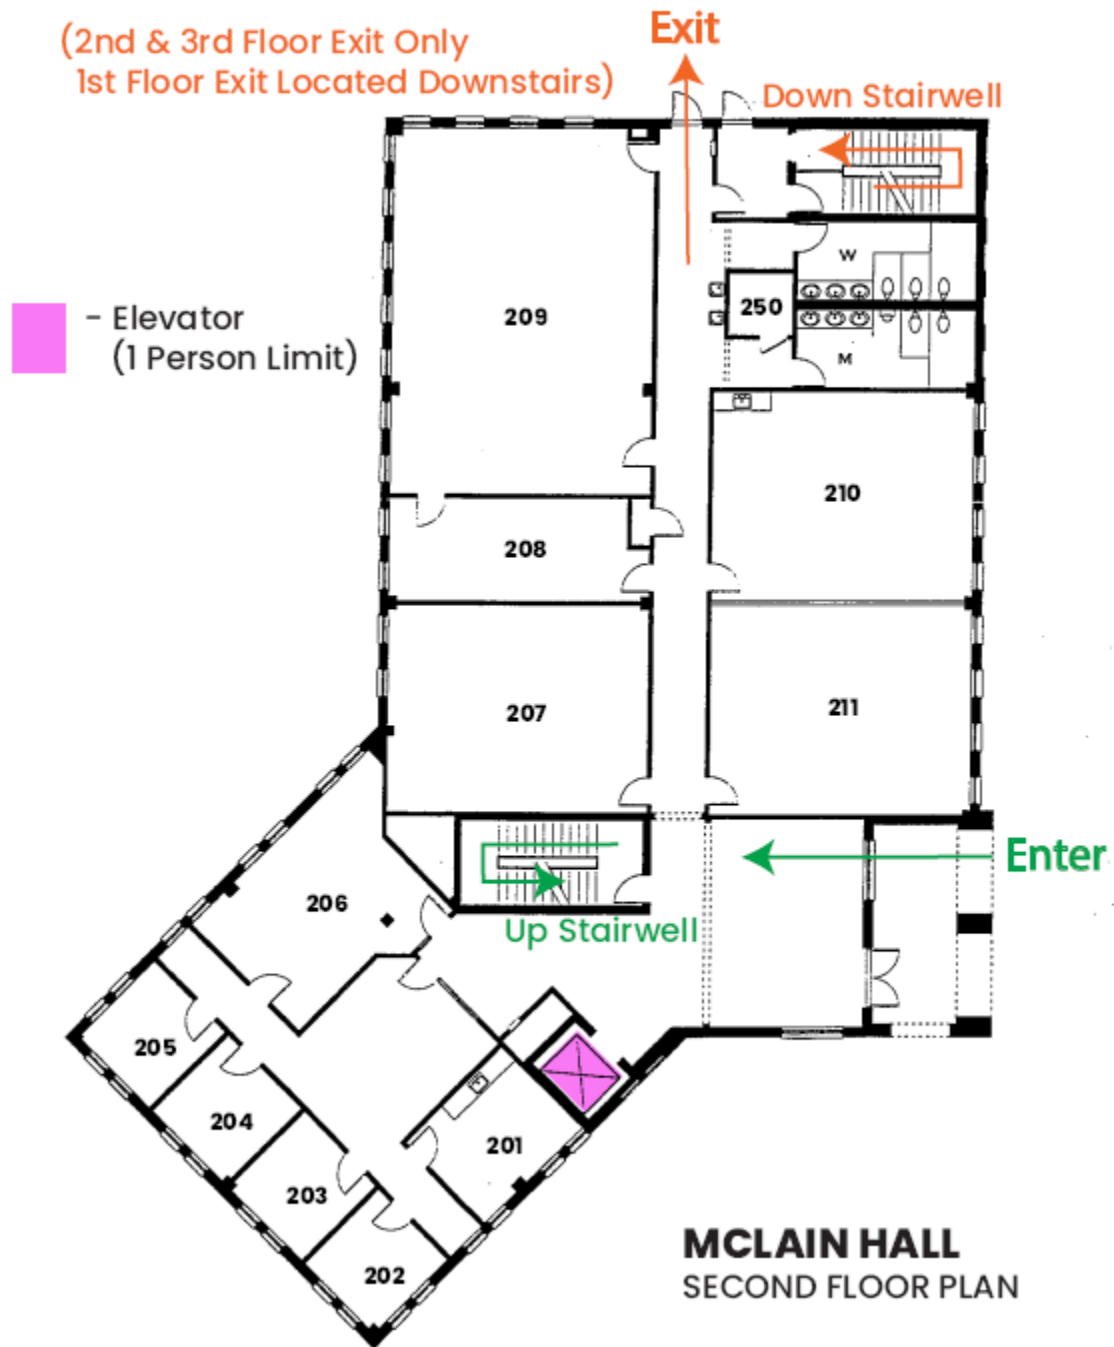 (2nd & 3rd Floor Exit Only
1st Floor Exit Located Downstairs)
Exit
Down Stairwell
- Elevator
(1 Person Limit)
W
209
250
M
210
208
207
211
Enter
206
Up Stairwell
205
204
201
203
202
MCLAIN HALL
SECOND FLOOR PLAN